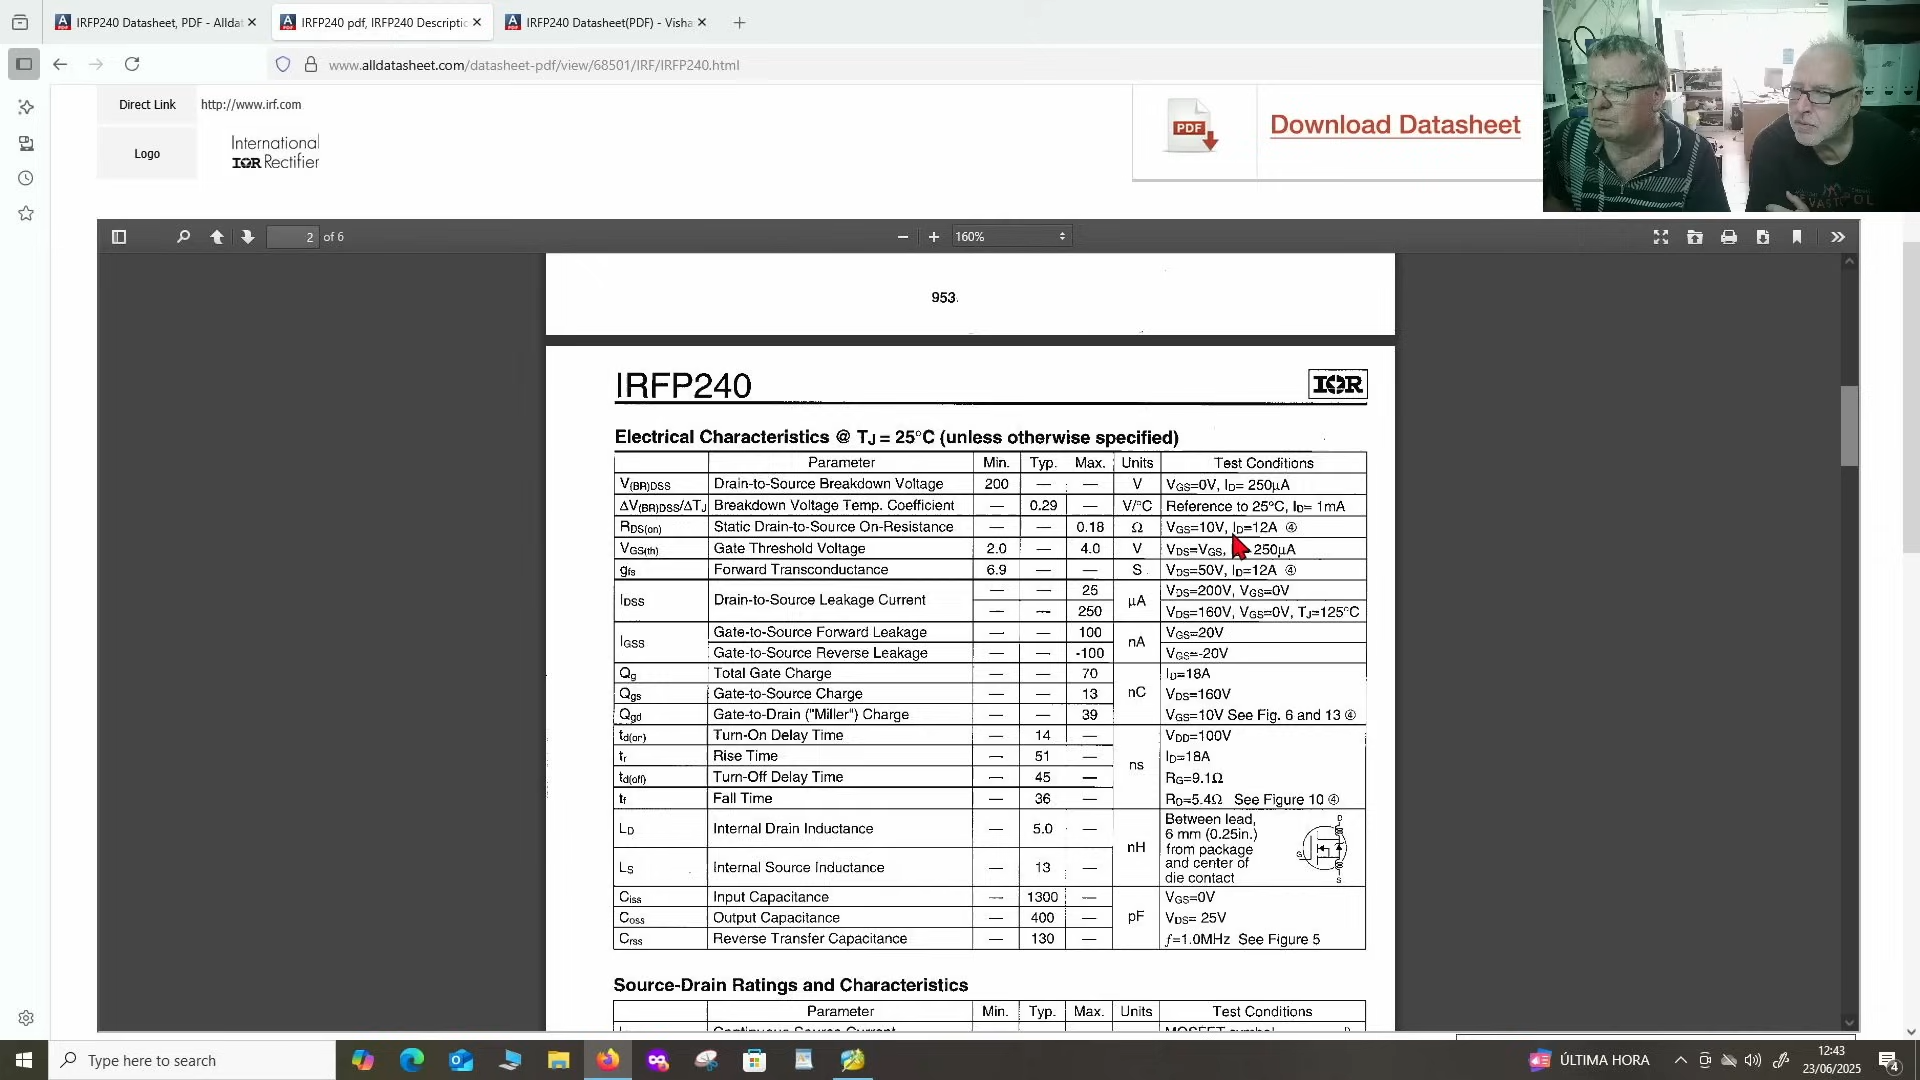 IRFP240 Datasheet, PDF - Allda
IRFP240 pdf, IRFP240 Descriptic
IRFP240 Datasheet(PDF) - Visha
www.alldatasheet.com/datasheet-pdf/view/68501/IRF/IRFP240.html
Direct Link http://www.irf.com
Logo
International
IOR Rectifier
PDF
Download Datasheet
2 of 6
160%
953
IRFP240
IOR
Electrical Characteristics @ TJ = 25°C (unless otherwise specified)
Parameter Min. Typ. Max. Units Test Conditions
V(BR)DSS Drain-to-Source Breakdown Voltage 200 — — V VGS=0V, ID= 250µA
ΔV(BR)DSS/ΔTJ Breakdown Voltage Temp. Coefficient — 0.29 — V/°C Reference to 25°C, ID= 1mA
RDS(on) Static Drain-to-Source On-Resistance — — 0.18 Ω VGS=10V, ID=12A ④
VGS(th) Gate Threshold Voltage 2.0 — 4.0 V VDS=VGS, 250µA
gfs Forward Transconductance 6.9 — — S VDS=50V, ID=12A ④
IDSS Drain-to-Source Leakage Current — — 25 µA VDS=200V, VGS=0V
— — 250 VDS=160V, VGS=0V, TJ=125°C
IGSS Gate-to-Source Forward Leakage — — 100 nA VGS=20V
Gate-to-Source Reverse Leakage — — -100 VGS=-20V
Qg Total Gate Charge — — 70 nC ID=18A
Qgs Gate-to-Source Charge — — 13 VDS=160V
Qgd Gate-to-Drain ("Miller") Charge — — 39 VGS=10V See Fig. 6 and 13 ④
td(on) Turn-On Delay Time — 14 — ns VDD=100V
tr Rise Time — 51 — ID=18A
td(off) Turn-Off Delay Time — 45 — RG=9.1Ω
tf Fall Time — 36 — RD=5.4Ω See Figure 10 ④
LD Internal Drain Inductance — 5.0 — nH Between lead,
6 mm (0.25in.)
from package
and center of
die contact
D
G
S
LS Internal Source Inductance — 13 —
Ciss Input Capacitance — 1300 — pF VGS=0V
Coss Output Capacitance — 400 — VDS= 25V
Crss Reverse Transfer Capacitance — 130 — f=1.0MHz See Figure 5
Source-Drain Ratings and Characteristics
Parameter Min. Typ. Max. Units Test Conditions
Continuous Source Current MOSFET symbol D
Type here to search
ÚLTIMA HORA
12:43
23/06/2025
4